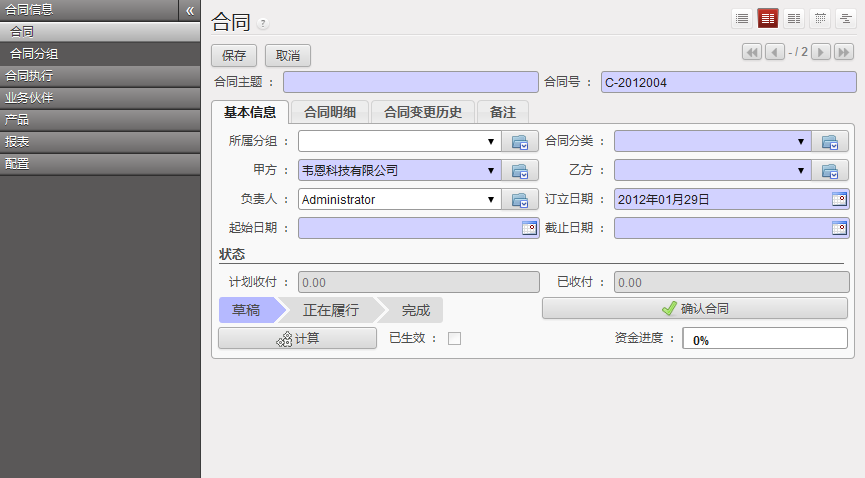 合同信息 «
合同
合同分组
合同执行
业务伙伴
产品
报表
配置
合同 ?
保存 取消 - / 2
合同主题 : 合同号 : C-2012004
基本信息 合同明细 合同变更历史 备注
所属分组 : 合同分类 :
甲方 : 韦恩科技有限公司 乙方 :
负责人 : Administrator 订立日期 : 2012年01月29日
起始日期 : 截止日期 :
状态
计划收付 : 0.00 已收付 : 0.00
草稿 正在履行 完成 确认合同
计算 已生效 : 资金进度 : 0%